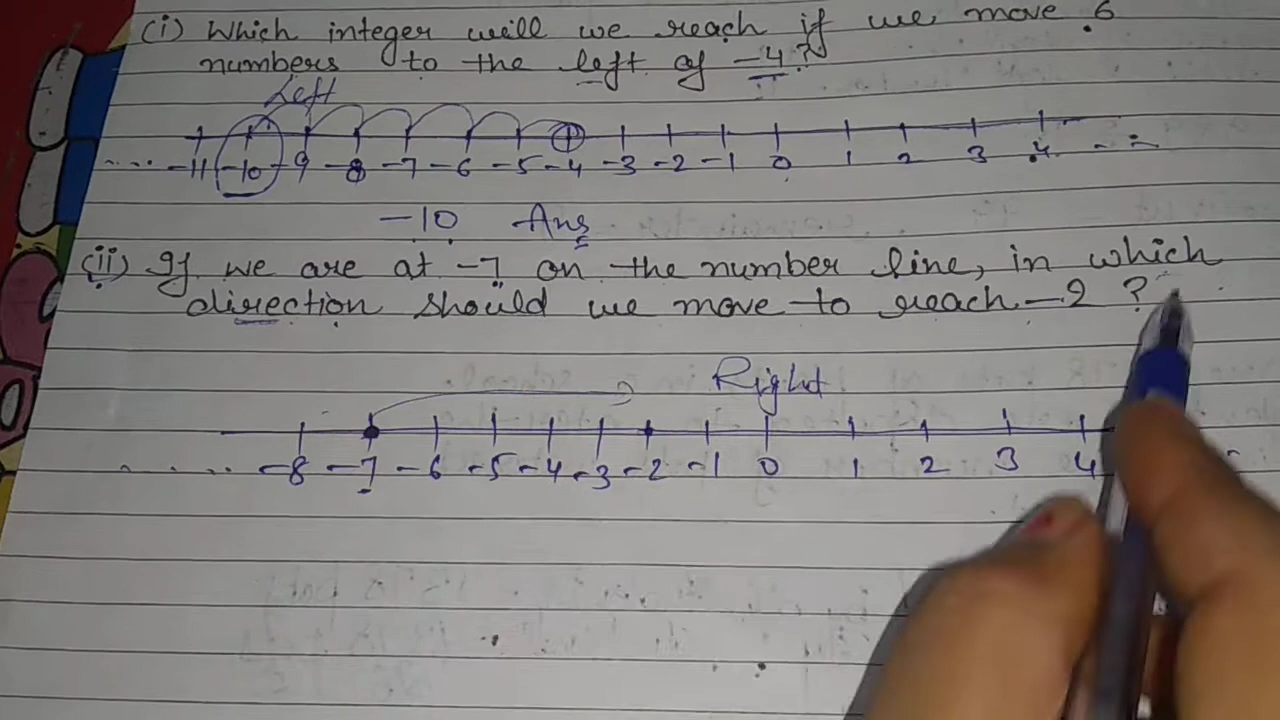 (i) Which integer will we reach if we move 6
numbers to the left of -4?
Left
.... -11 -10 -9 -8 -7 -6 -5 -4 -3 -2 -1 0 1 2 3 4 ...
-10 Ans
(ii) If we are at -7 on the number line, in which
direction should we move to reach -2 ?
Right
..... -8 -7 -6 -5 -4 -3 -2 -1 0 1 2 3 4